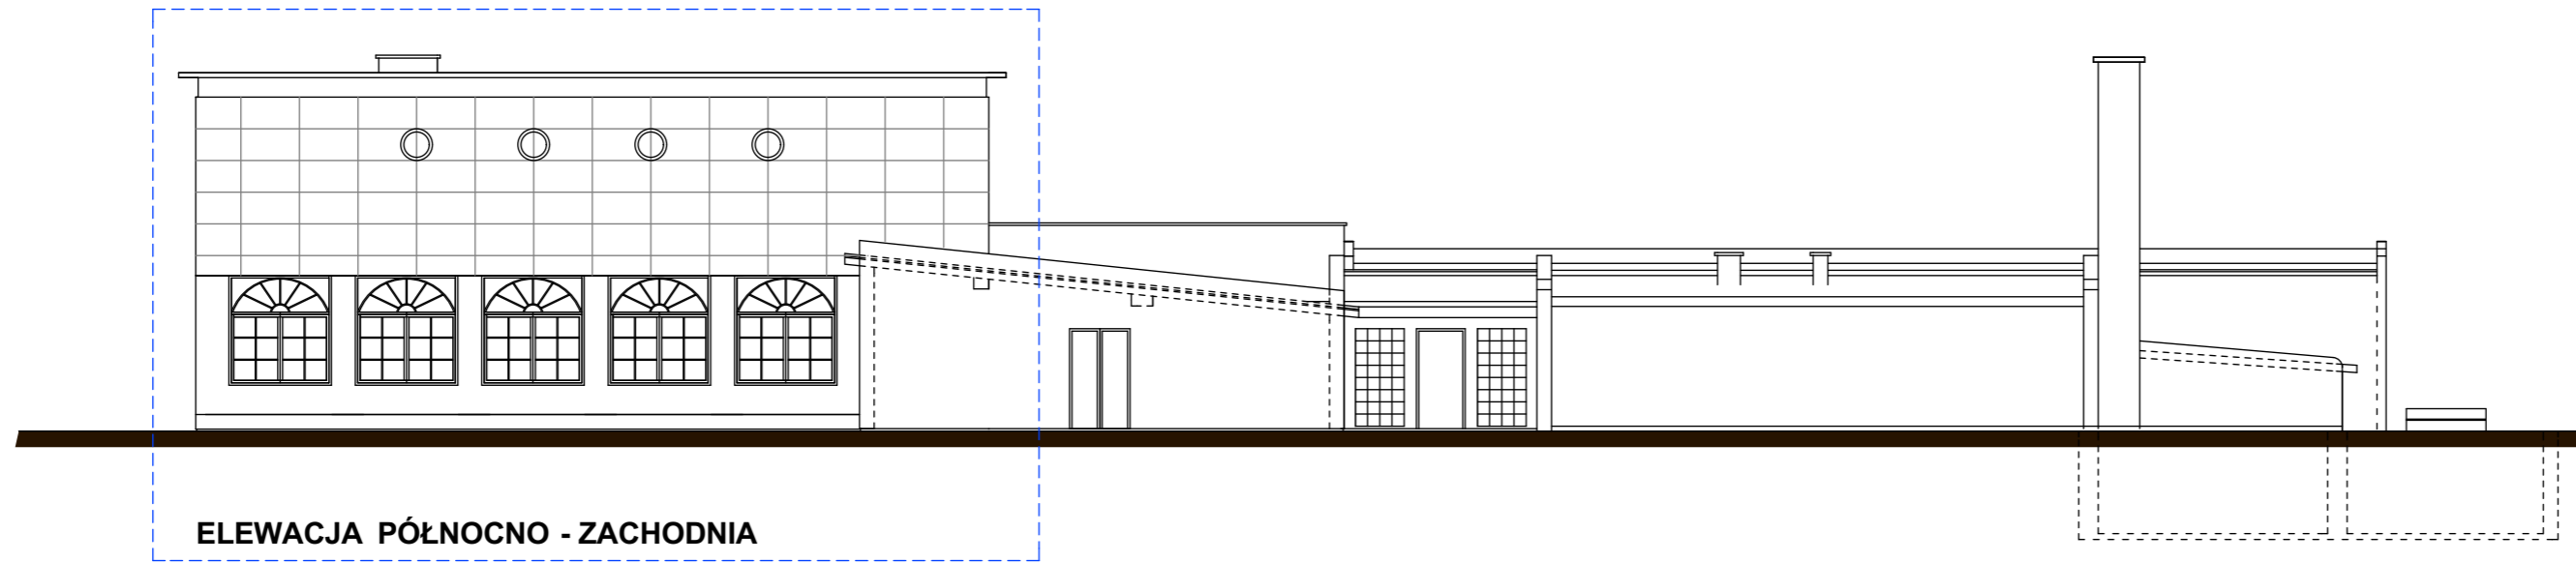 ELEWACJA PÓŁNOCNO - ZACHODNIA